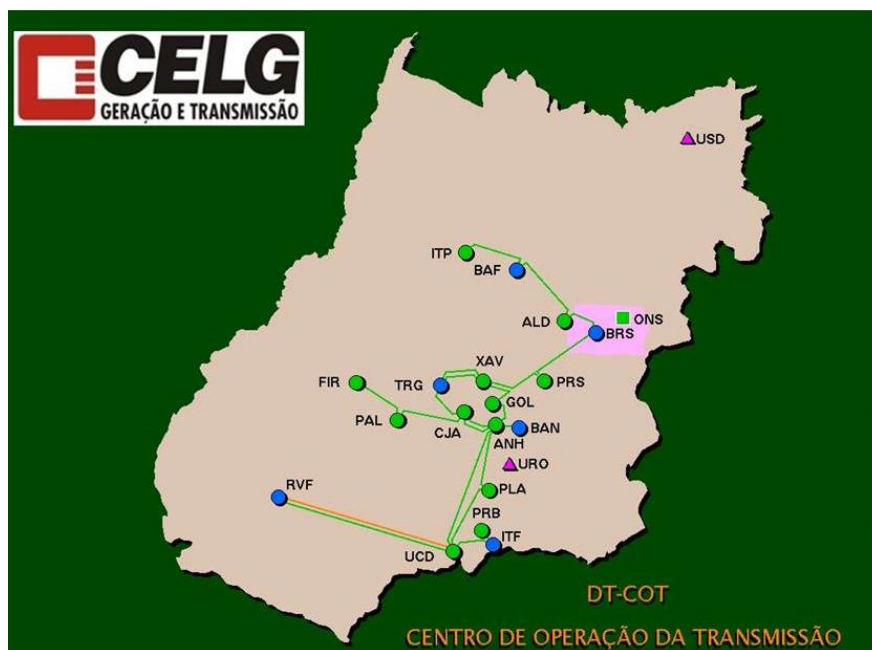 CELG
GERAÇÃO E TRANSMISSÃO
USD
ITP
BAF
ALD
ONS
BRS
XAV
FIR
TRG
PRS
GOL
PAL
CJA
BAN
ANH
URO
RVF
PLA
PRB
ITF
UCD
DT-COT
CENTRO DE OPERAÇÃO DA TRANSMISSÃO